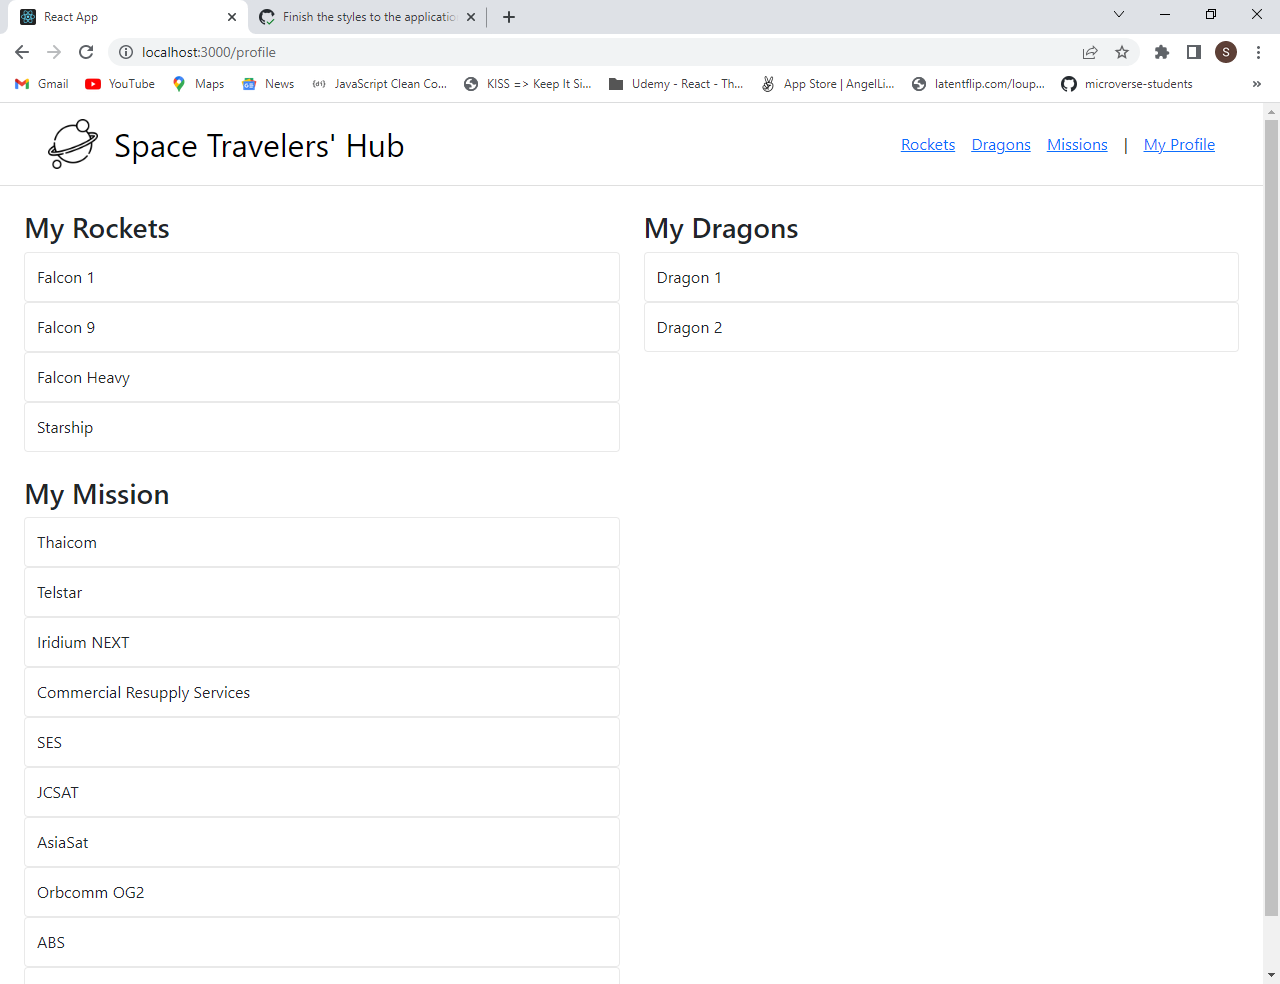 React App
Finish the styles to the applicatio
localhost:3000/profile
S
Gmail
YouTube
Maps
News
JavaScript Clean Co...
KISS => Keep It Si...
Udemy - React - Th...
App Store | AngelLi...
latentflip.com/loup...
microverse-students
»
Space Travelers' Hub
Rockets
Dragons
Missions
|
My Profile
My Rockets
Falcon 1
Falcon 9
Falcon Heavy
Starship
My Dragons
Dragon 1
Dragon 2
My Mission
Thaicom
Telstar
Iridium NEXT
Commercial Resupply Services
SES
JCSAT
AsiaSat
Orbcomm OG2
ABS